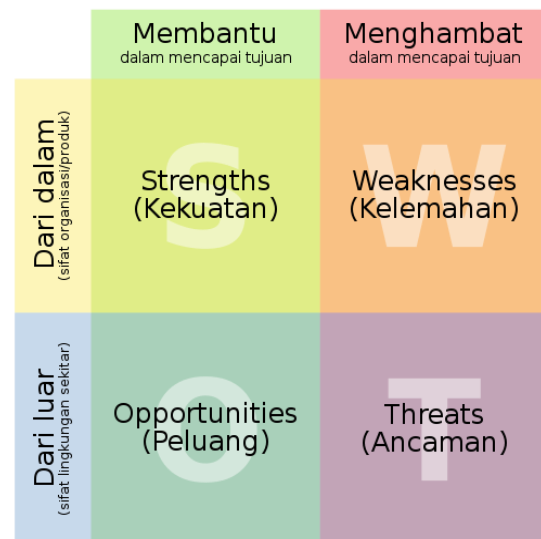 Membantu
dalam mencapai tujuan
Menghambat
dalam mencapai tujuan
Dari dalam
(sifat organisasi/produk)
S
Strengths
(Kekuatan)
W
Weaknesses
(Kelemahan)
Dari luar
(sifat lingkungan sekitar)
O
Opportunities
(Peluang)
T
Threats
(Ancaman)